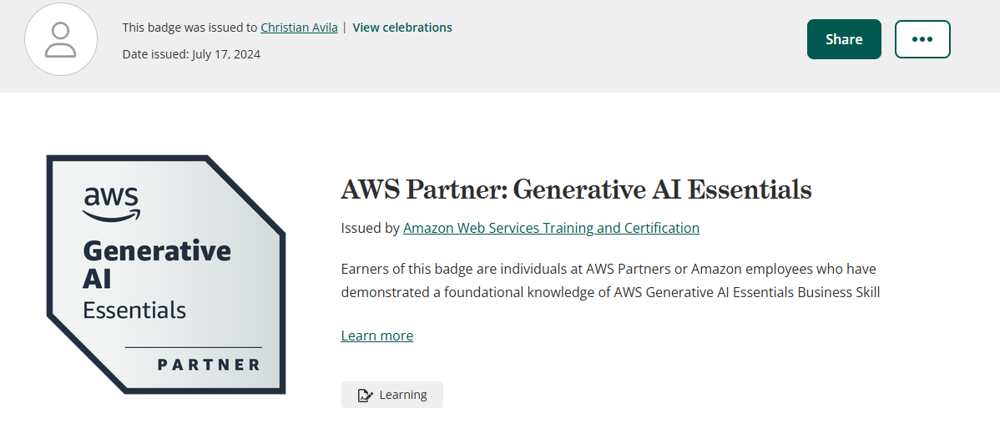 This badge was issued to Christian Avila | View celebrations
Date issued: July 17, 2024
Share
aws
Generative
AI
Essentials
PARTNER
AWS Partner: Generative AI Essentials
Issued by Amazon Web Services Training and Certification
Earners of this badge are individuals at AWS Partners or Amazon employees who have
demonstrated a foundational knowledge of AWS Generative AI Essentials Business Skill
Learn more
Learning